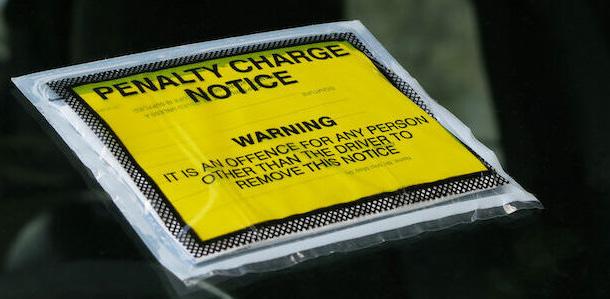 PENALTY CHARGE
NOTICE
WARNING
IT IS AN OFFENCE FOR ANY PERSON
OTHER THAN THE DRIVER TO
REMOVE THIS NOTICE